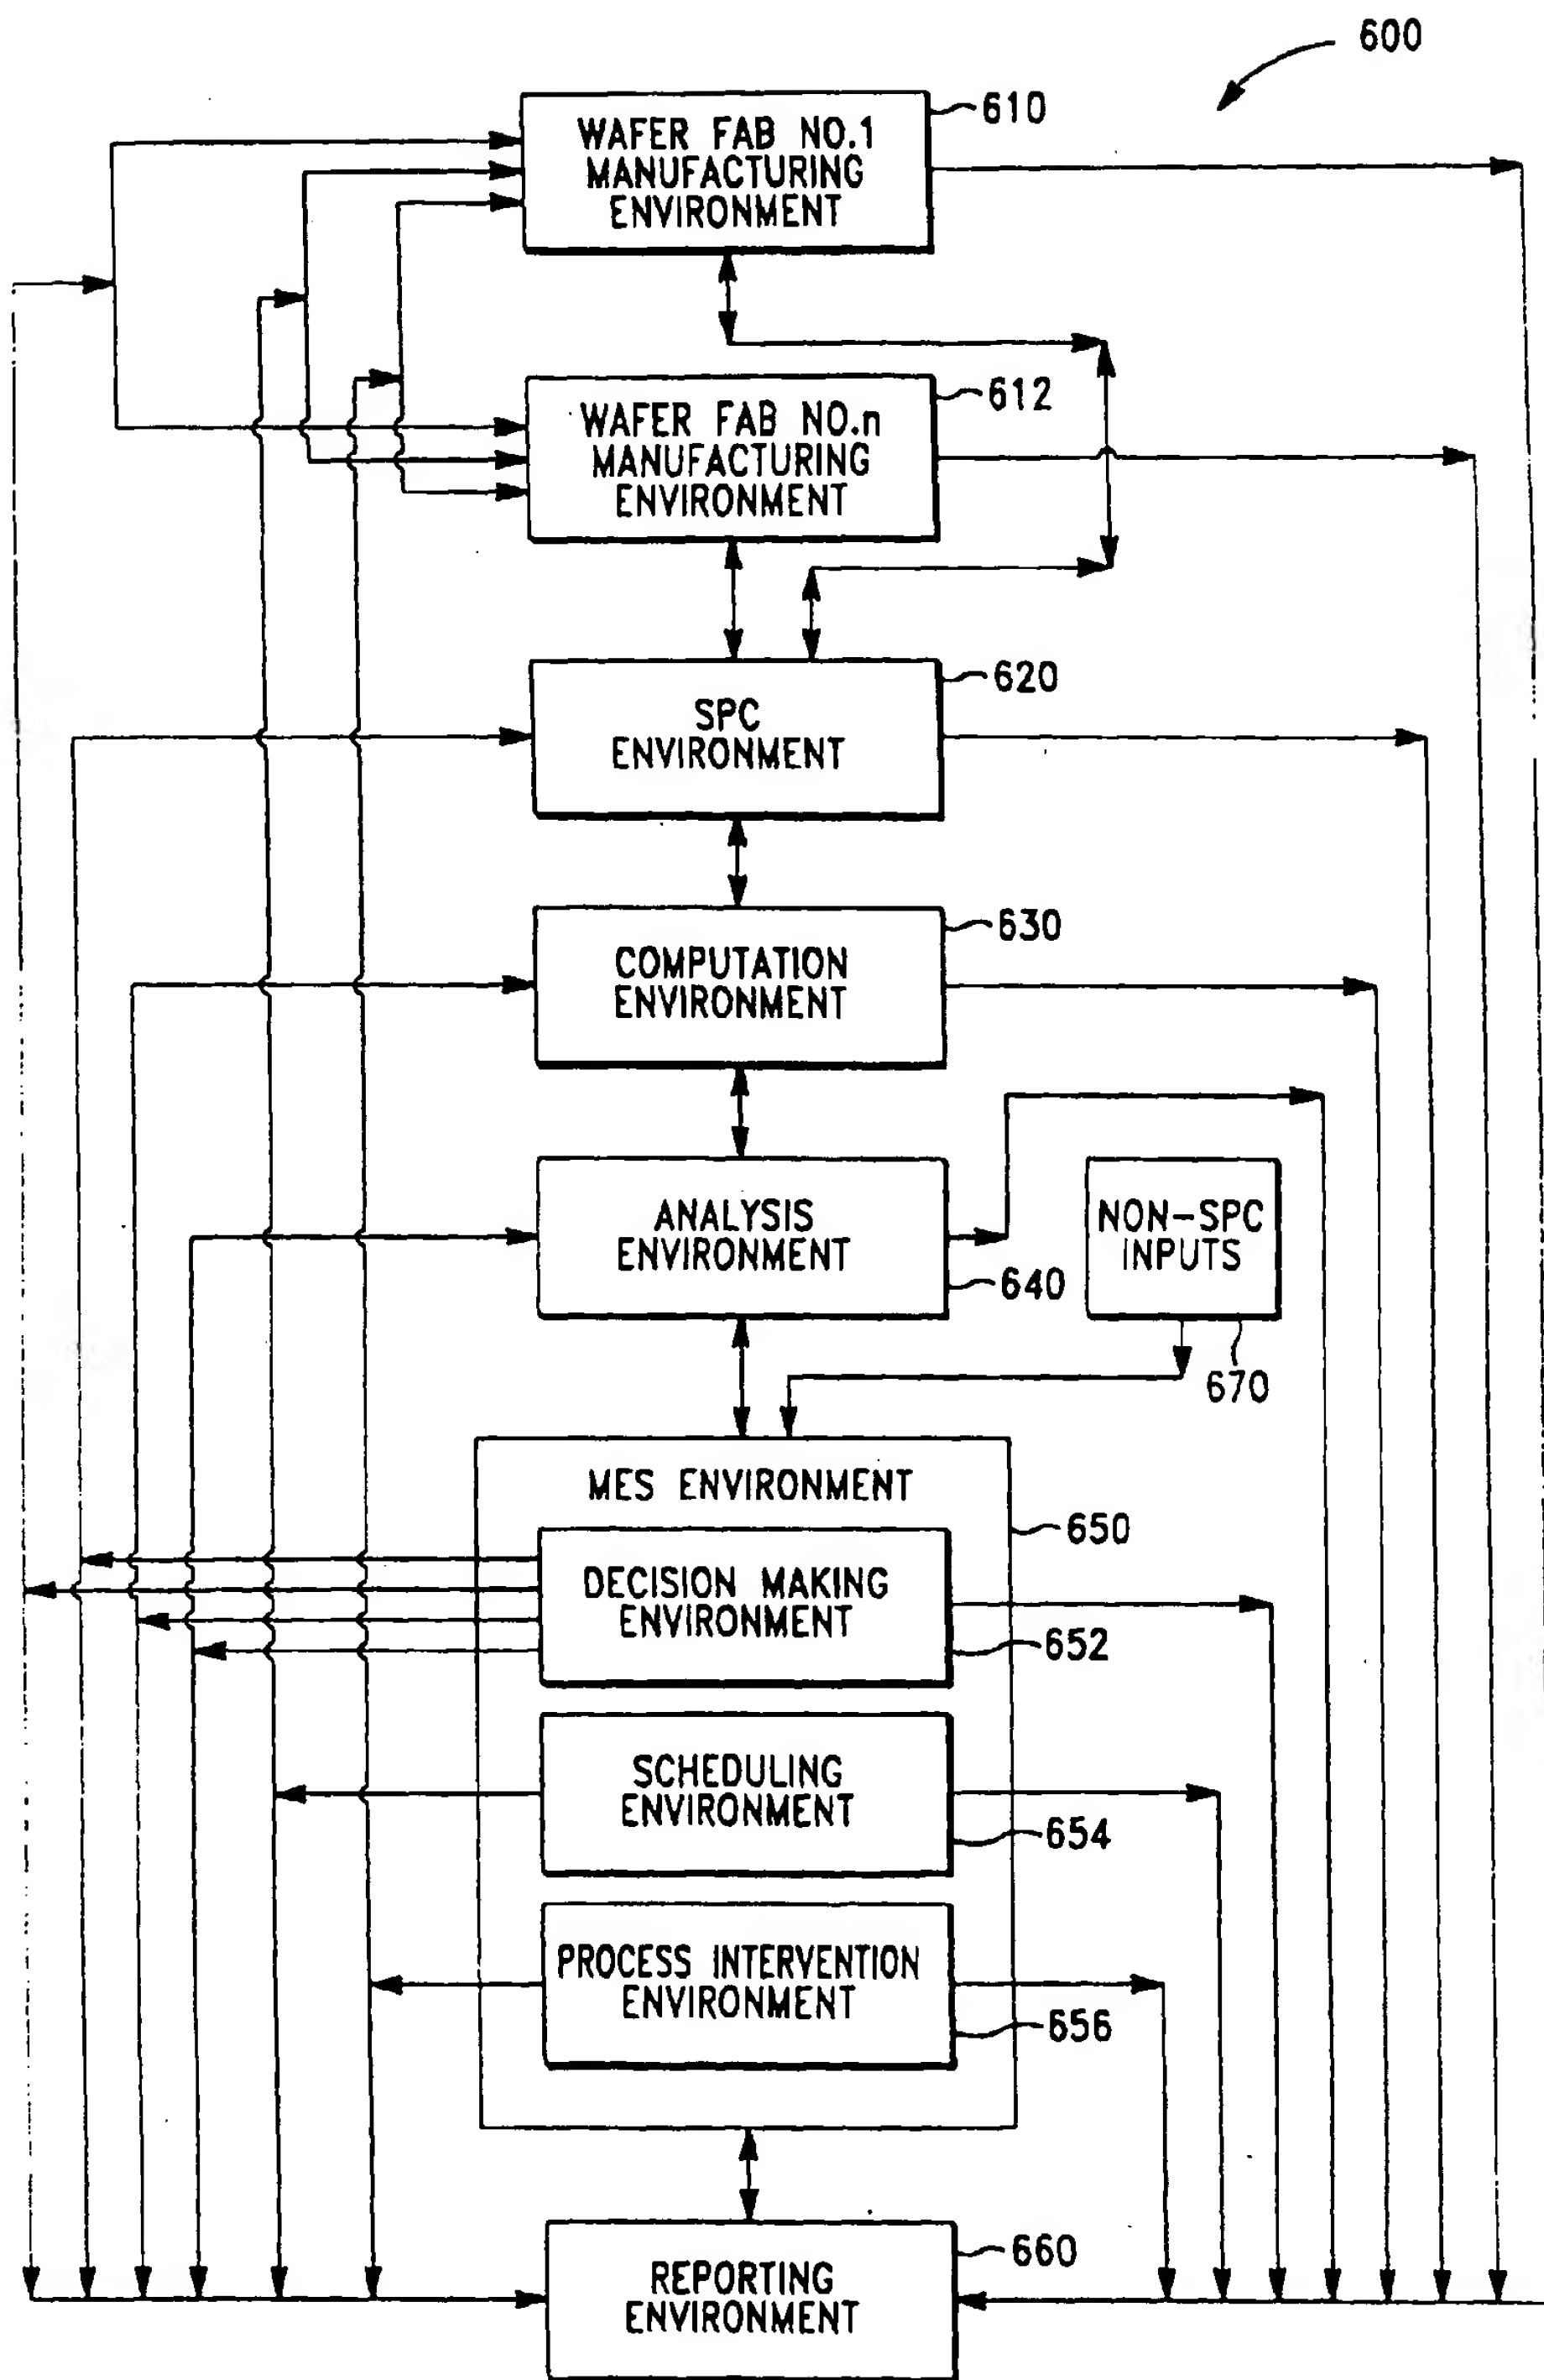 600
WAFER FAB NO.1
MANUFACTURING
ENVIRONMENT
610
WAFER FAB NO.n
MANUFACTURING
ENVIRONMENT
612
SPC
ENVIRONMENT
620
COMPUTATION
ENVIRONMENT
630
ANALYSIS
ENVIRONMENT
640
NON-SPC
INPUTS
670
MES ENVIRONMENT
650
DECISION MAKING
ENVIRONMENT
652
SCHEDULING
ENVIRONMENT
654
PROCESS INTERVENTION
ENVIRONMENT
656
REPORTING
ENVIRONMENT
660